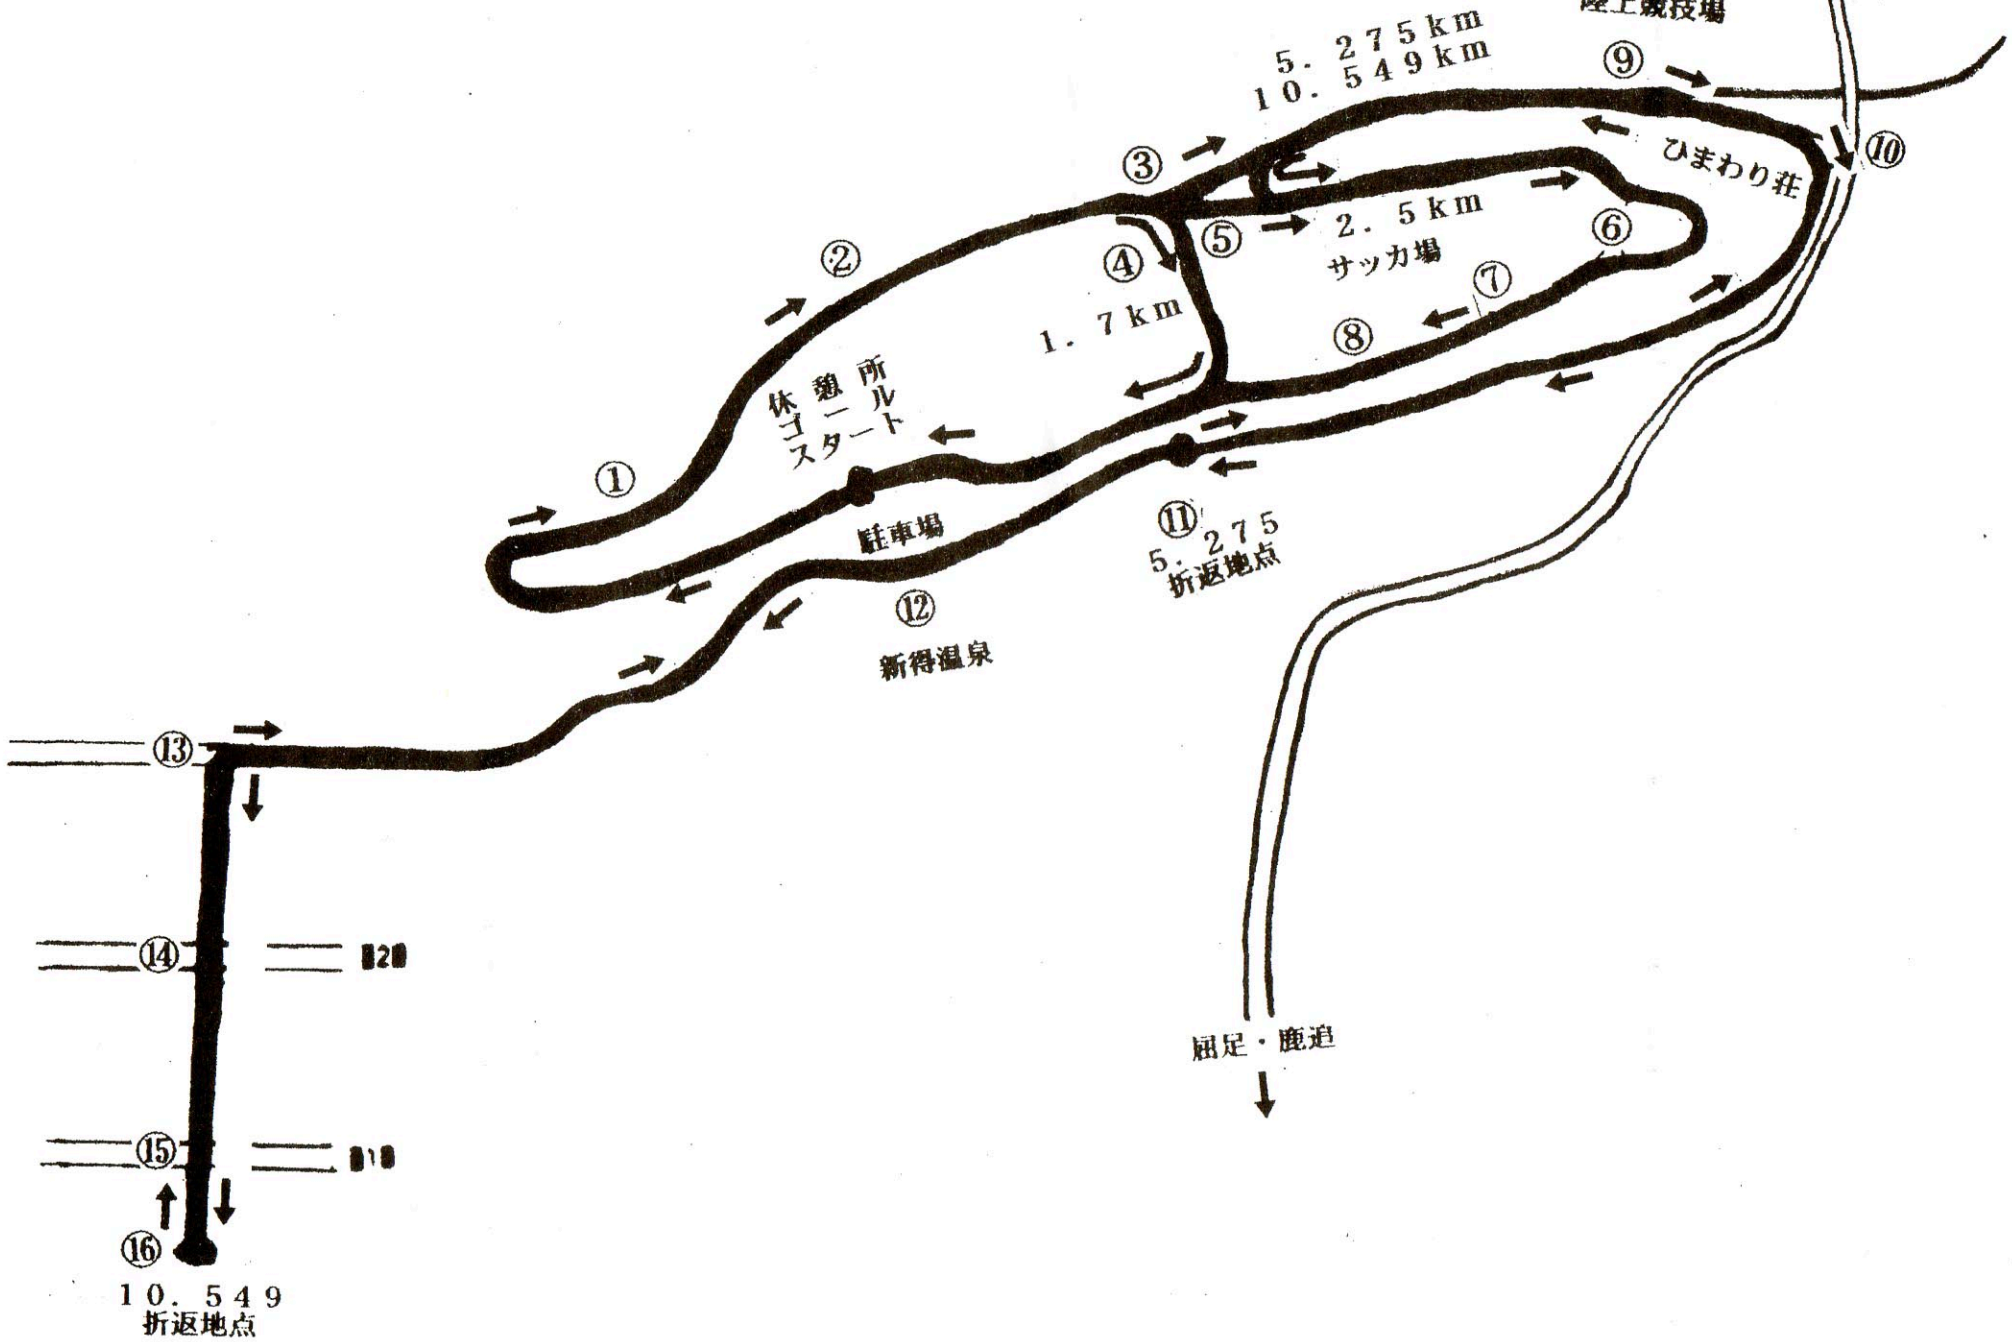 陸上競技場
5．275km
10．549km
⑨
⑩
③
ひまわり荘
②
④
⑤
2．5km
⑥
サッカ場
⑦
1．7km
⑧
休憩所
ゴール
スタート
①
駐車場
⑪
5．275
折返地点
⑫
新得温泉
⑬
⑭
2
屈足・鹿追
⑮
1
⑯
10．549
折返地点